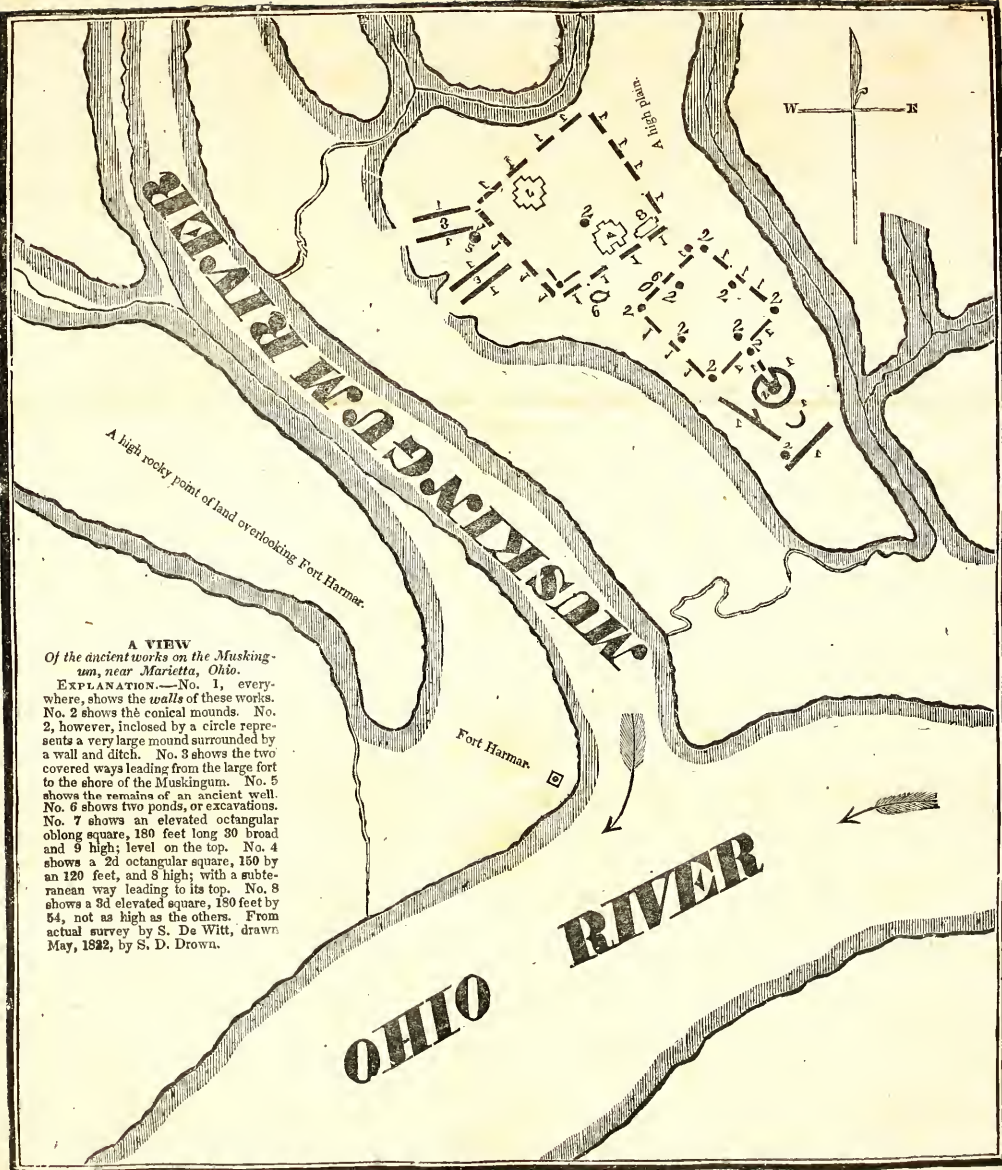 A high plain.
W E
MUSKINGUM RIVER
A high rocky point of land overlooking Fort Harmar.
A VIEW
Of the ancient works on the Musking-
um, near Marietta, Ohio.
EXPLANATION.—No. 1, every-
where, shows the walls of these works.
No. 2 shows the conical mounds. No.
2, however, inclosed by a circle repre-
sents a very large mound surrounded by
a wall and ditch. No. 3 shows the two
covered ways leading from the large fort
to the shore of the Muskingum. No. 5
shows the remains of an ancient well.
No. 6 shows two ponds, or excavations.
No. 7 shows an elevated octangular
oblong square, 180 feet long 30 broad
and 9 high; level on the top. No. 4
shows a 2d octangular square, 150 by
an 120 feet, and 8 high; with a subte-
ranean way leading to its top. No. 8
shows a 3d elevated square, 180 feet by
54, not as high as the others. From
actual survey by S. De Witt, drawn
May, 1822, by S. D. Drown.
Fort Harmar.
OHIO RIVER